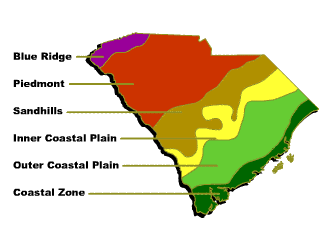 Blue Ridge
Piedmont
Sandhills
Inner Coastal Plain
Outer Coastal Plain
Coastal Zone